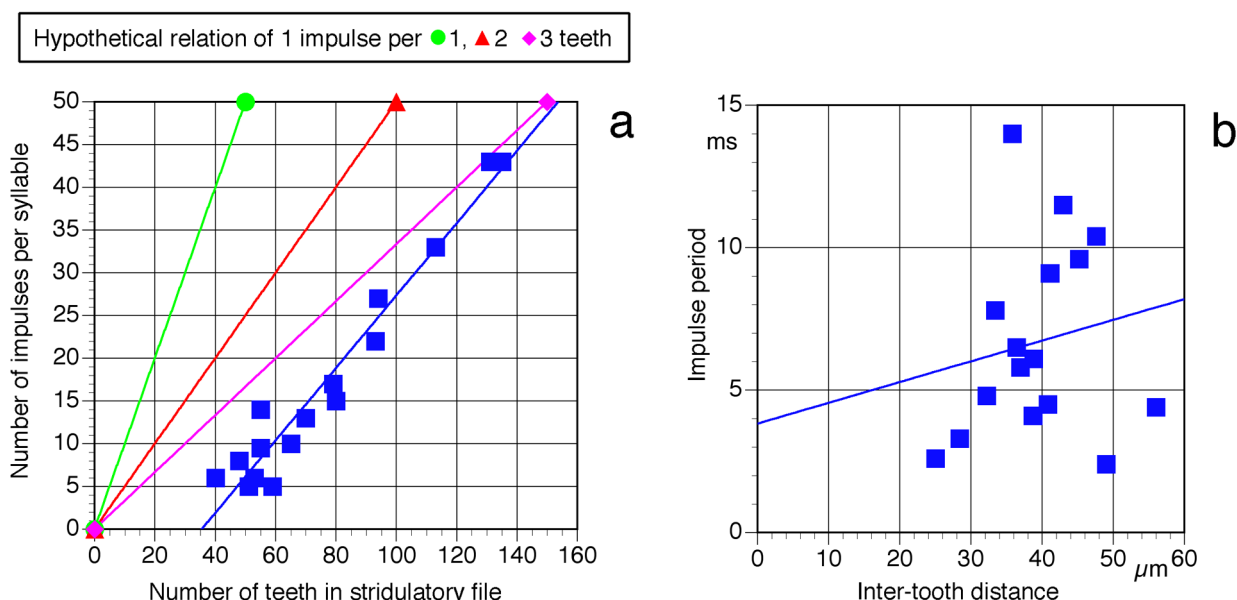 Hypothetical relation of 1 impulse per 1, 2 3 teeth
a
Number of impulses per syllable
50
45
40
35
30
25
20
15
10
5
0
0 20 40 60 80 100 120 140 160
Number of teeth in stridulatory file
b
Impulse period
15
ms
10
5
0
0 10 20 30 40 50 60
µm
Inter-tooth distance